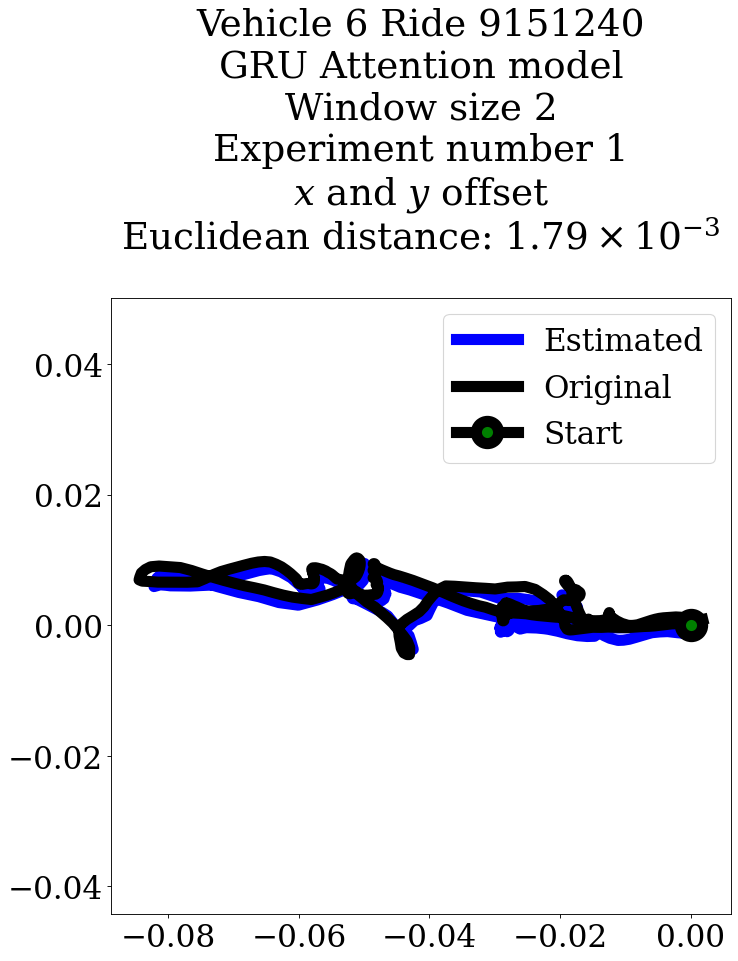 Vehicle 6 Ride 9151240
GRU Attention model
Window size 2
Experiment number 1
x and y offset
Euclidean distance: 1.79 × 10⁻³
Estimated
Original
Start
0.04
0.02
0.00
−0.02
−0.04
−0.08
−0.06
−0.04
−0.02
0.00